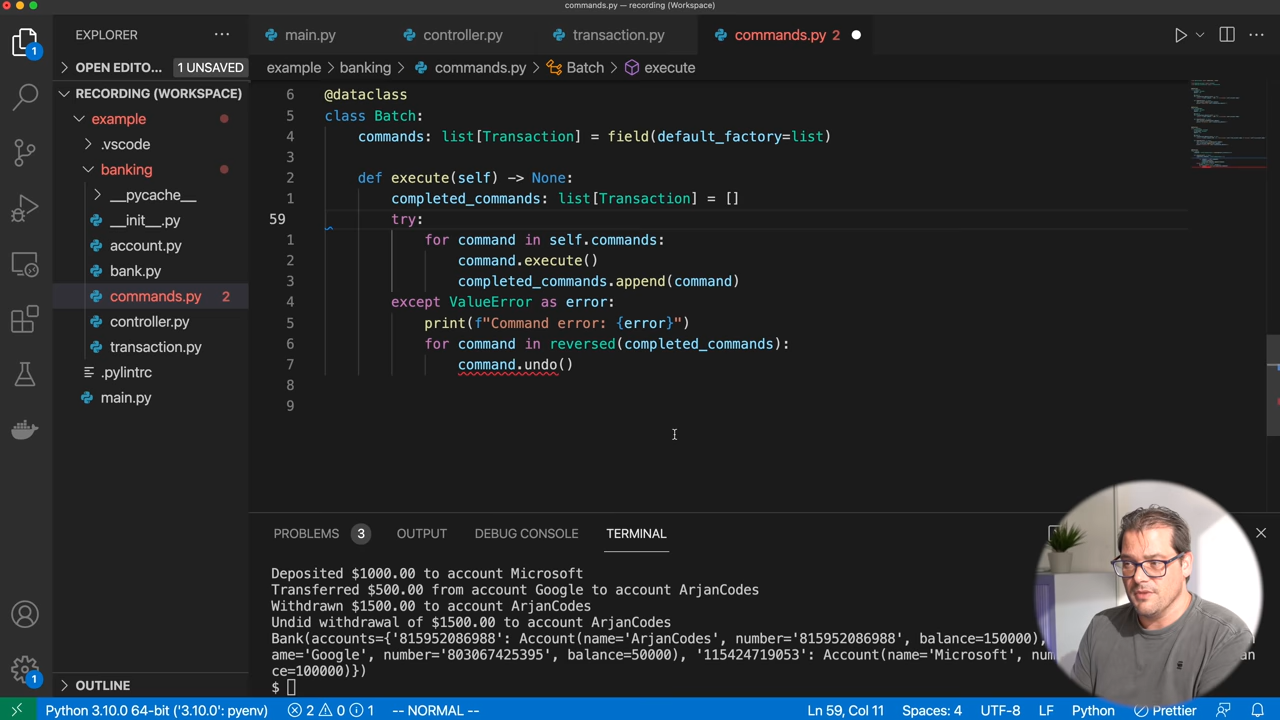 commands.py — recording (Workspace)
EXPLORER
main.py
controller.py
transaction.py
commands.py 2
OPEN EDITO... 1 UNSAVED
example > banking > commands.py > Batch > execute
RECORDING (WORKSPACE)
example
.vscode
banking
__pycache__
__init__.py
account.py
bank.py
commands.py 2
controller.py
transaction.py
.pylintrc
main.py
OUTLINE
6 @dataclass
5 class Batch:
4 commands: list[Transaction] = field(default_factory=list)
3
2 def execute(self) -> None:
1 completed_commands: list[Transaction] = []
59 try:
1 for command in self.commands:
2 command.execute()
3 completed_commands.append(command)
4 except ValueError as error:
5 print(f"Command error: {error}")
6 for command in reversed(completed_commands):
7 command.undo()
8
9
PROBLEMS 3 OUTPUT DEBUG CONSOLE TERMINAL
Deposited $1000.00 to account Microsoft
Transferred $500.00 from account Google to account ArjanCodes
Withdrawn $1500.00 to account ArjanCodes
Undid withdrawal of $1500.00 to account ArjanCodes
Bank(accounts={'815952086988': Account(name='ArjanCodes', number='815952086988', balance=150000),
ame='Google', number='803067425395', balance=50000), '115424719053': Account(name='Microsoft', num an
ce=100000)})
$
1
1
Python 3.10.0 64-bit ('3.10.0': pyenv) 2 0 1 -- NORMAL -- Ln 59, Col 11 Spaces: 4 UTF-8 LF Python Prettier